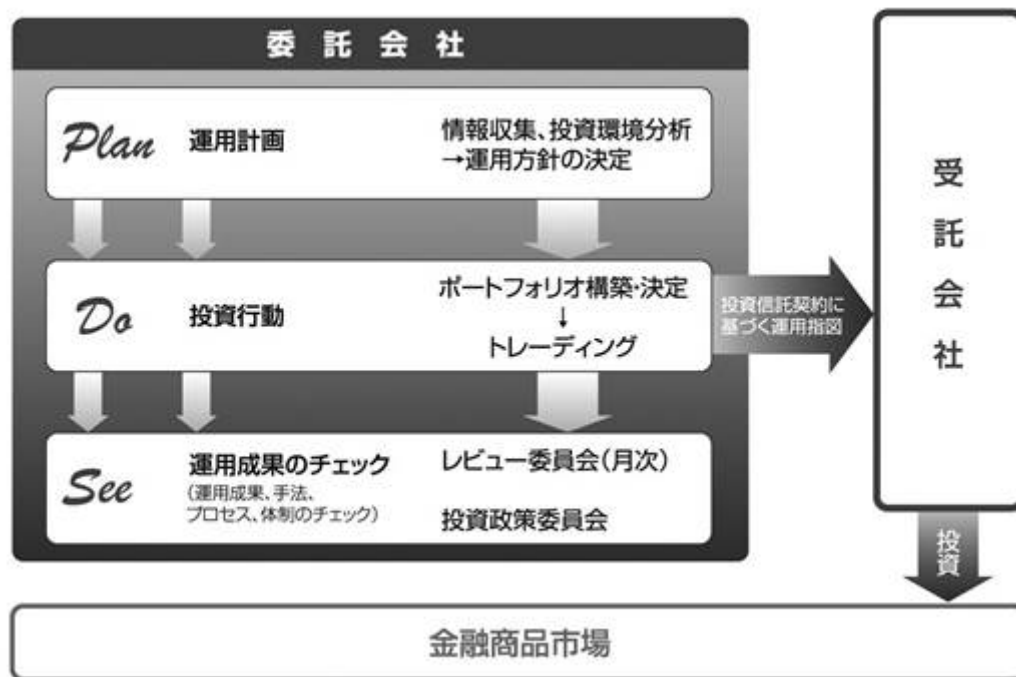 委託会社
Plan 運用計画 情報収集、投資環境分析
→運用方針の決定
Do 投資行動 ポートフォリオ構築・決定
↓
トレーディング
See 運用成果のチェック レビュー委員会(月次)
(運用成果、手法、
プロセス、体制のチェック) 投資政策委員会
投資信託契約に
基づく運用指図
受託会社
投資
金融商品市場